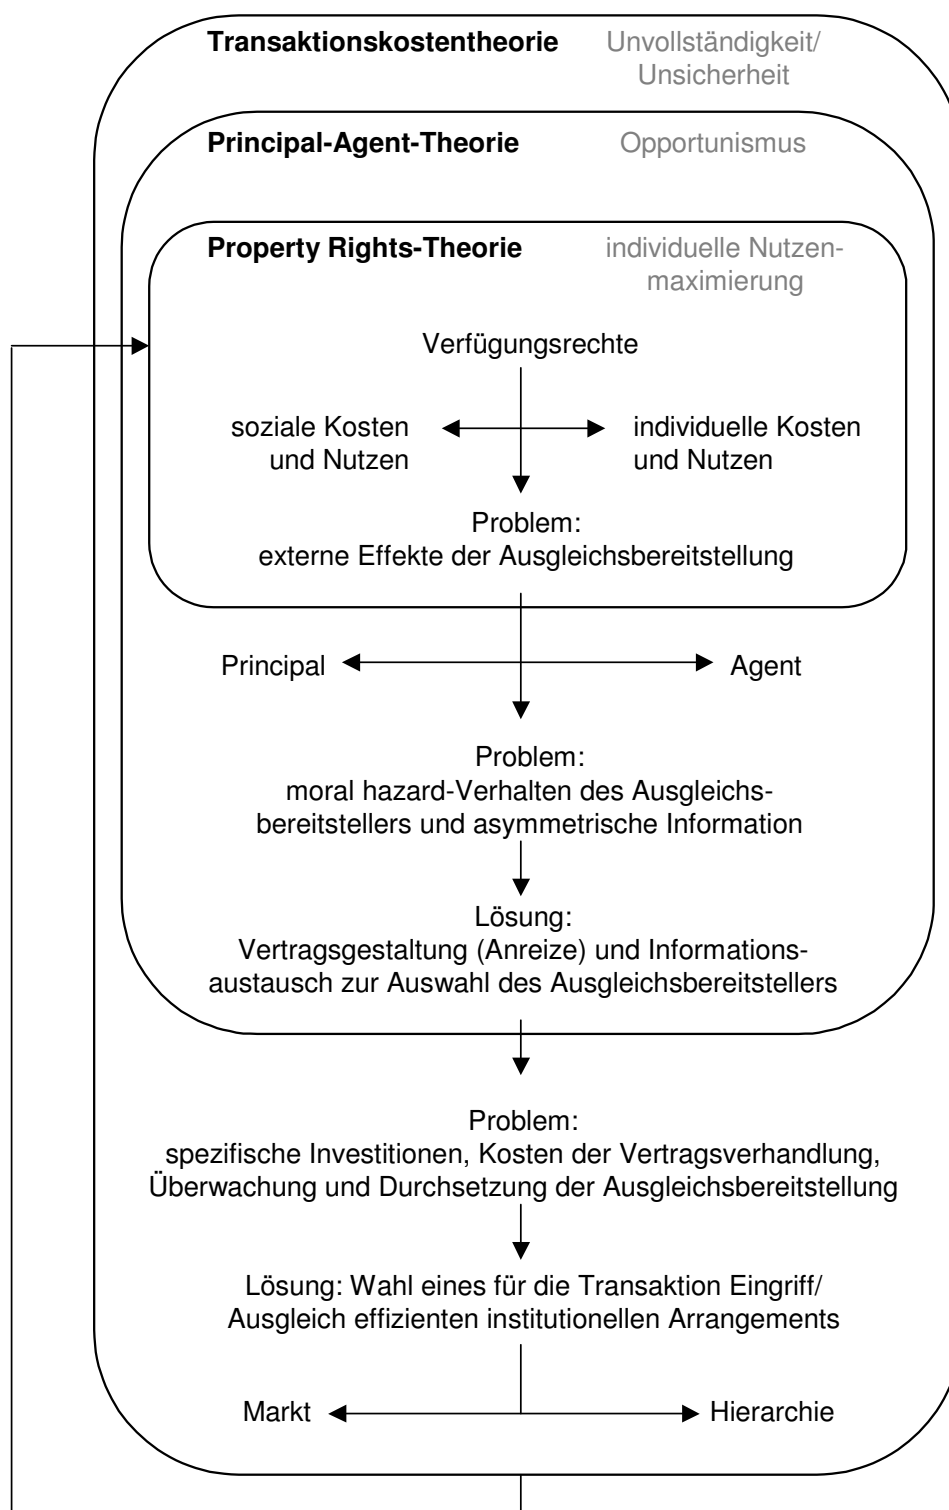 Transaktionskostentheorie Unvollständigkeit/
Unsicherheit
Principal-Agent-Theorie Opportunismus
Property Rights-Theorie individuelle Nutzen-
maximierung
Verfügungsrechte
soziale Kosten individuelle Kosten
und Nutzen und Nutzen
Problem:
externe Effekte der Ausgleichsbereitstellung
Principal Agent
Problem:
moral hazard-Verhalten des Ausgleichs-
bereitstellers und asymmetrische Information
Lösung:
Vertragsgestaltung (Anreize) und Informations-
austausch zur Auswahl des Ausgleichsbereitstellers
Problem:
spezifische Investitionen, Kosten der Vertragsverhandlung,
Überwachung und Durchsetzung der Ausgleichsbereitstellung
Lösung: Wahl eines für die Transaktion Eingriff/
Ausgleich effizienten institutionellen Arrangements
Markt Hierarchie